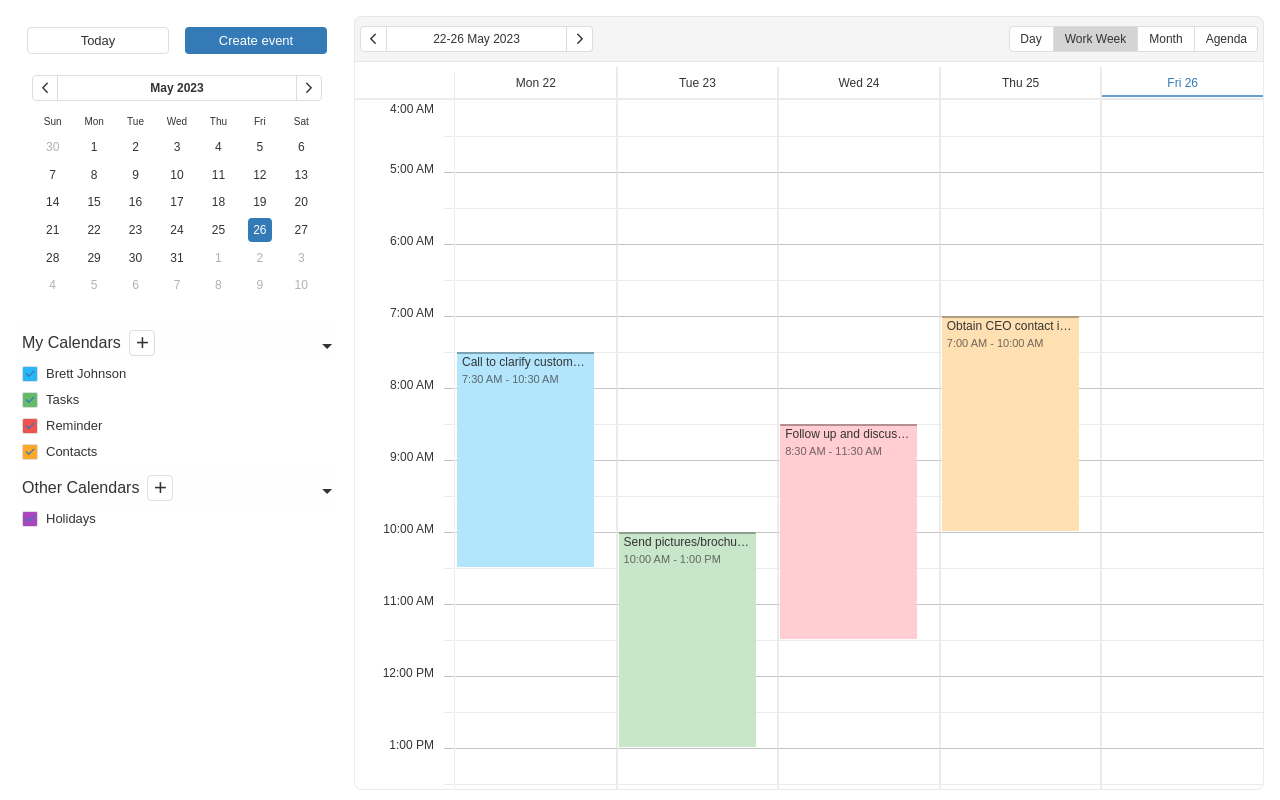 Today
Create event
May 2023
Sun Mon Tue Wed Thu Fri Sat
30 1 2 3 4 5 6
7 8 9 10 11 12 13
14 15 16 17 18 19 20
21 22 23 24 25 26 27
28 29 30 31 1 2 3
4 5 6 7 8 9 10
My Calendars
Brett Johnson
Tasks
Reminder
Contacts
Other Calendars
Holidays
22-26 May 2023
Day Work Week Month Agenda
Mon 22 Tue 23 Wed 24 Thu 25 Fri 26
4:00 AM
5:00 AM
6:00 AM
7:00 AM
8:00 AM
9:00 AM
10:00 AM
11:00 AM
12:00 PM
1:00 PM
Call to clarify custom…
7:30 AM - 10:30 AM
Send pictures/brochu…
10:00 AM - 1:00 PM
Follow up and discus…
8:30 AM - 11:30 AM
Obtain CEO contact i…
7:00 AM - 10:00 AM